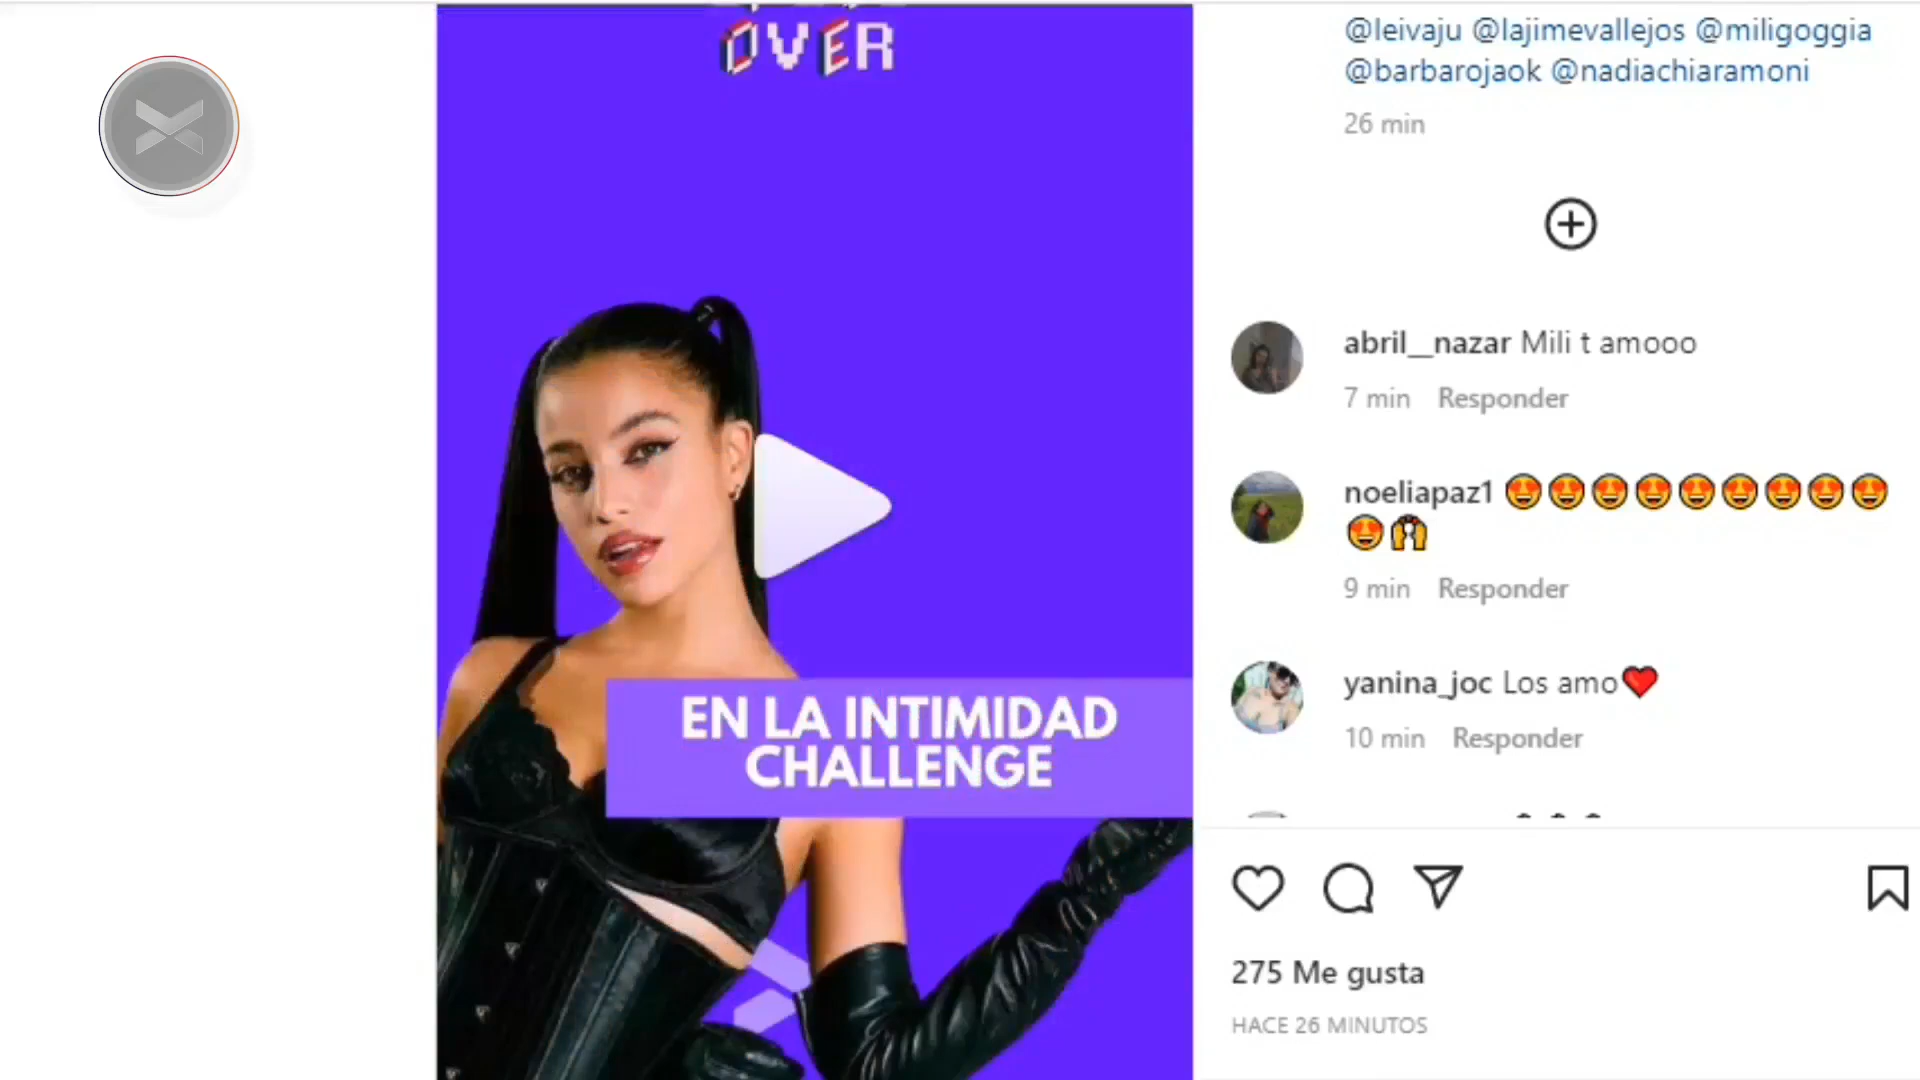 OVER
EN LA INTIMIDAD
CHALLENGE
@leivaju @lajimevallejos @miligoggia
@barbarojaok @nadiachiaramoni
26 min
abril__nazar Mili t amooo
7 min Responder
noeliapaz1 😍😍😍😍😍😍😍😍😍
😍🙌
9 min Responder
yanina_joc Los amo❤️
10 min Responder
275 Me gusta
HACE 26 MINUTOS